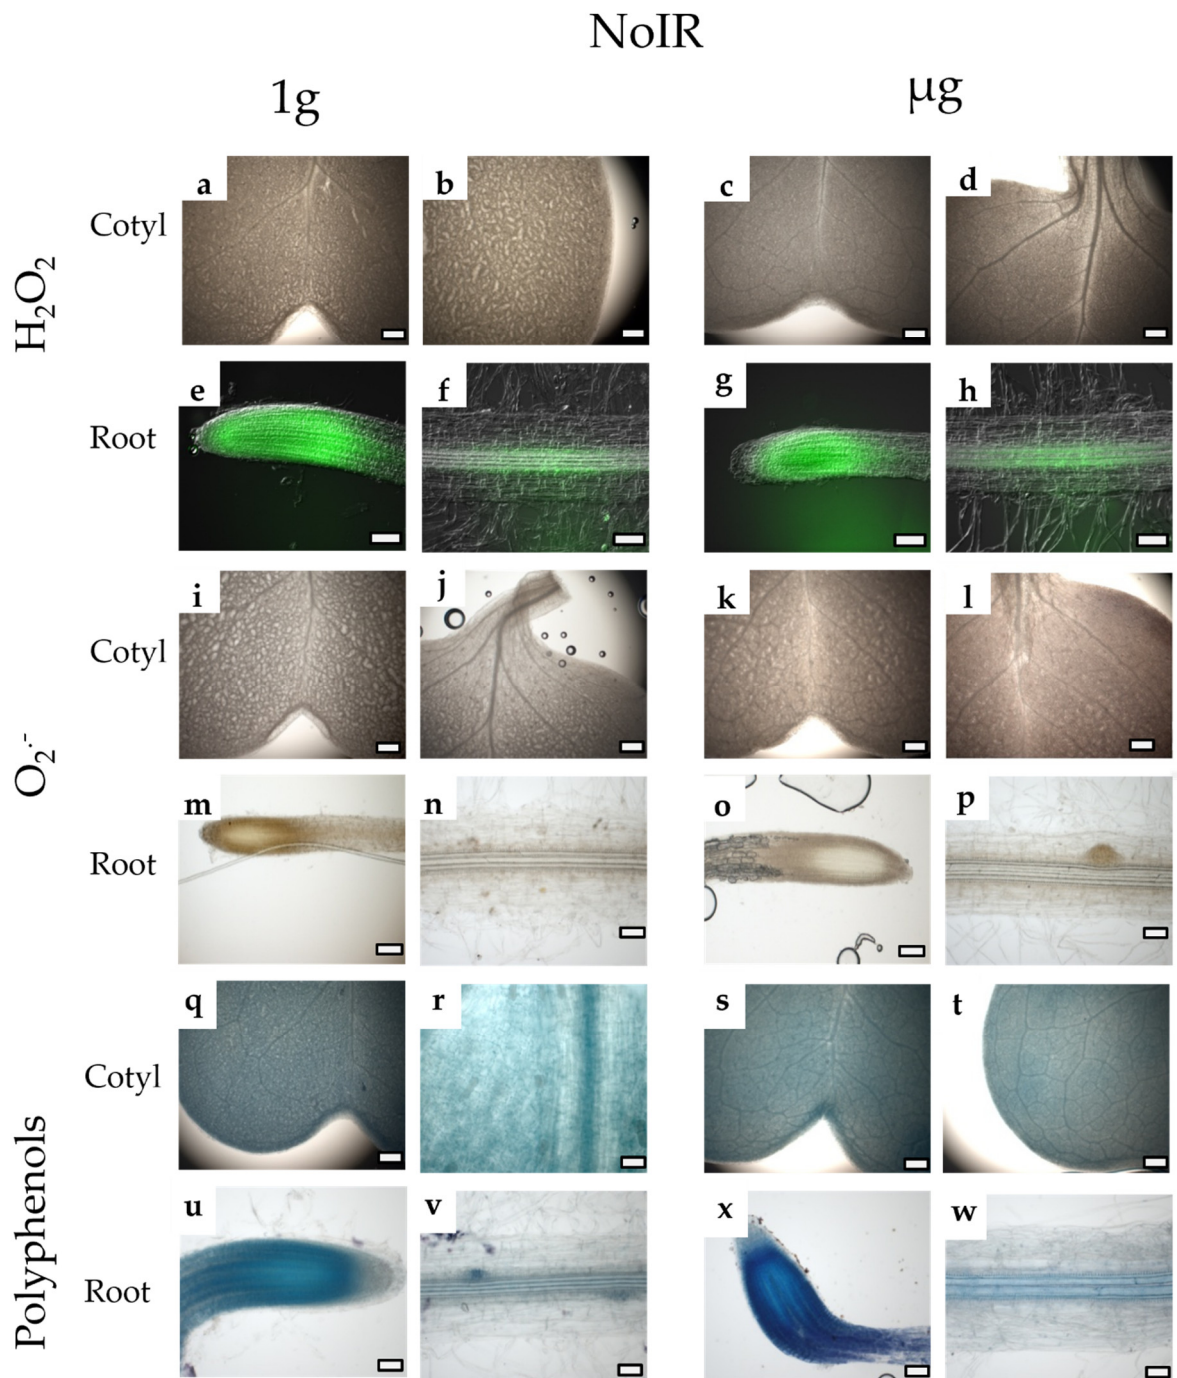 NoIR
1g
µg
H2O2
Cotyl
a
b
c
d
Root
e
f
g
h
O2·-
Cotyl
i
j
k
l
Root
m
n
o
p
Polyphenols
Cotyl
q
r
s
t
Root
u
v
x
w